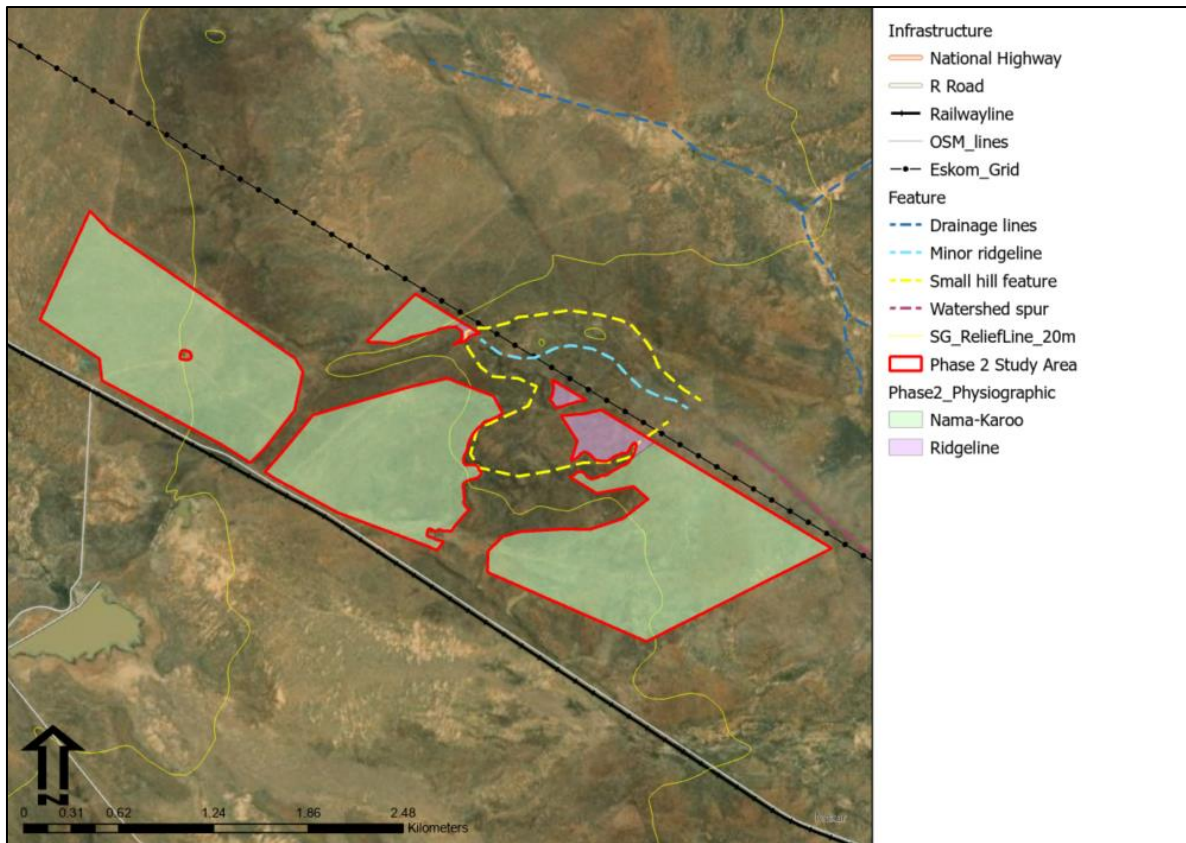 Infrastructure
National Highway
R Road
Railwayline
OSM_lines
Eskom_Grid
Feature
Drainage lines
Minor ridgeline
Small hill feature
Watershed spur
SG_ReliefLine_20m
Phase 2 Study Area
Phase2_Physiographic
Nama-Karoo
Ridgeline
N
0 0.31 0.62 1.24 1.86 2.48
Kilometers